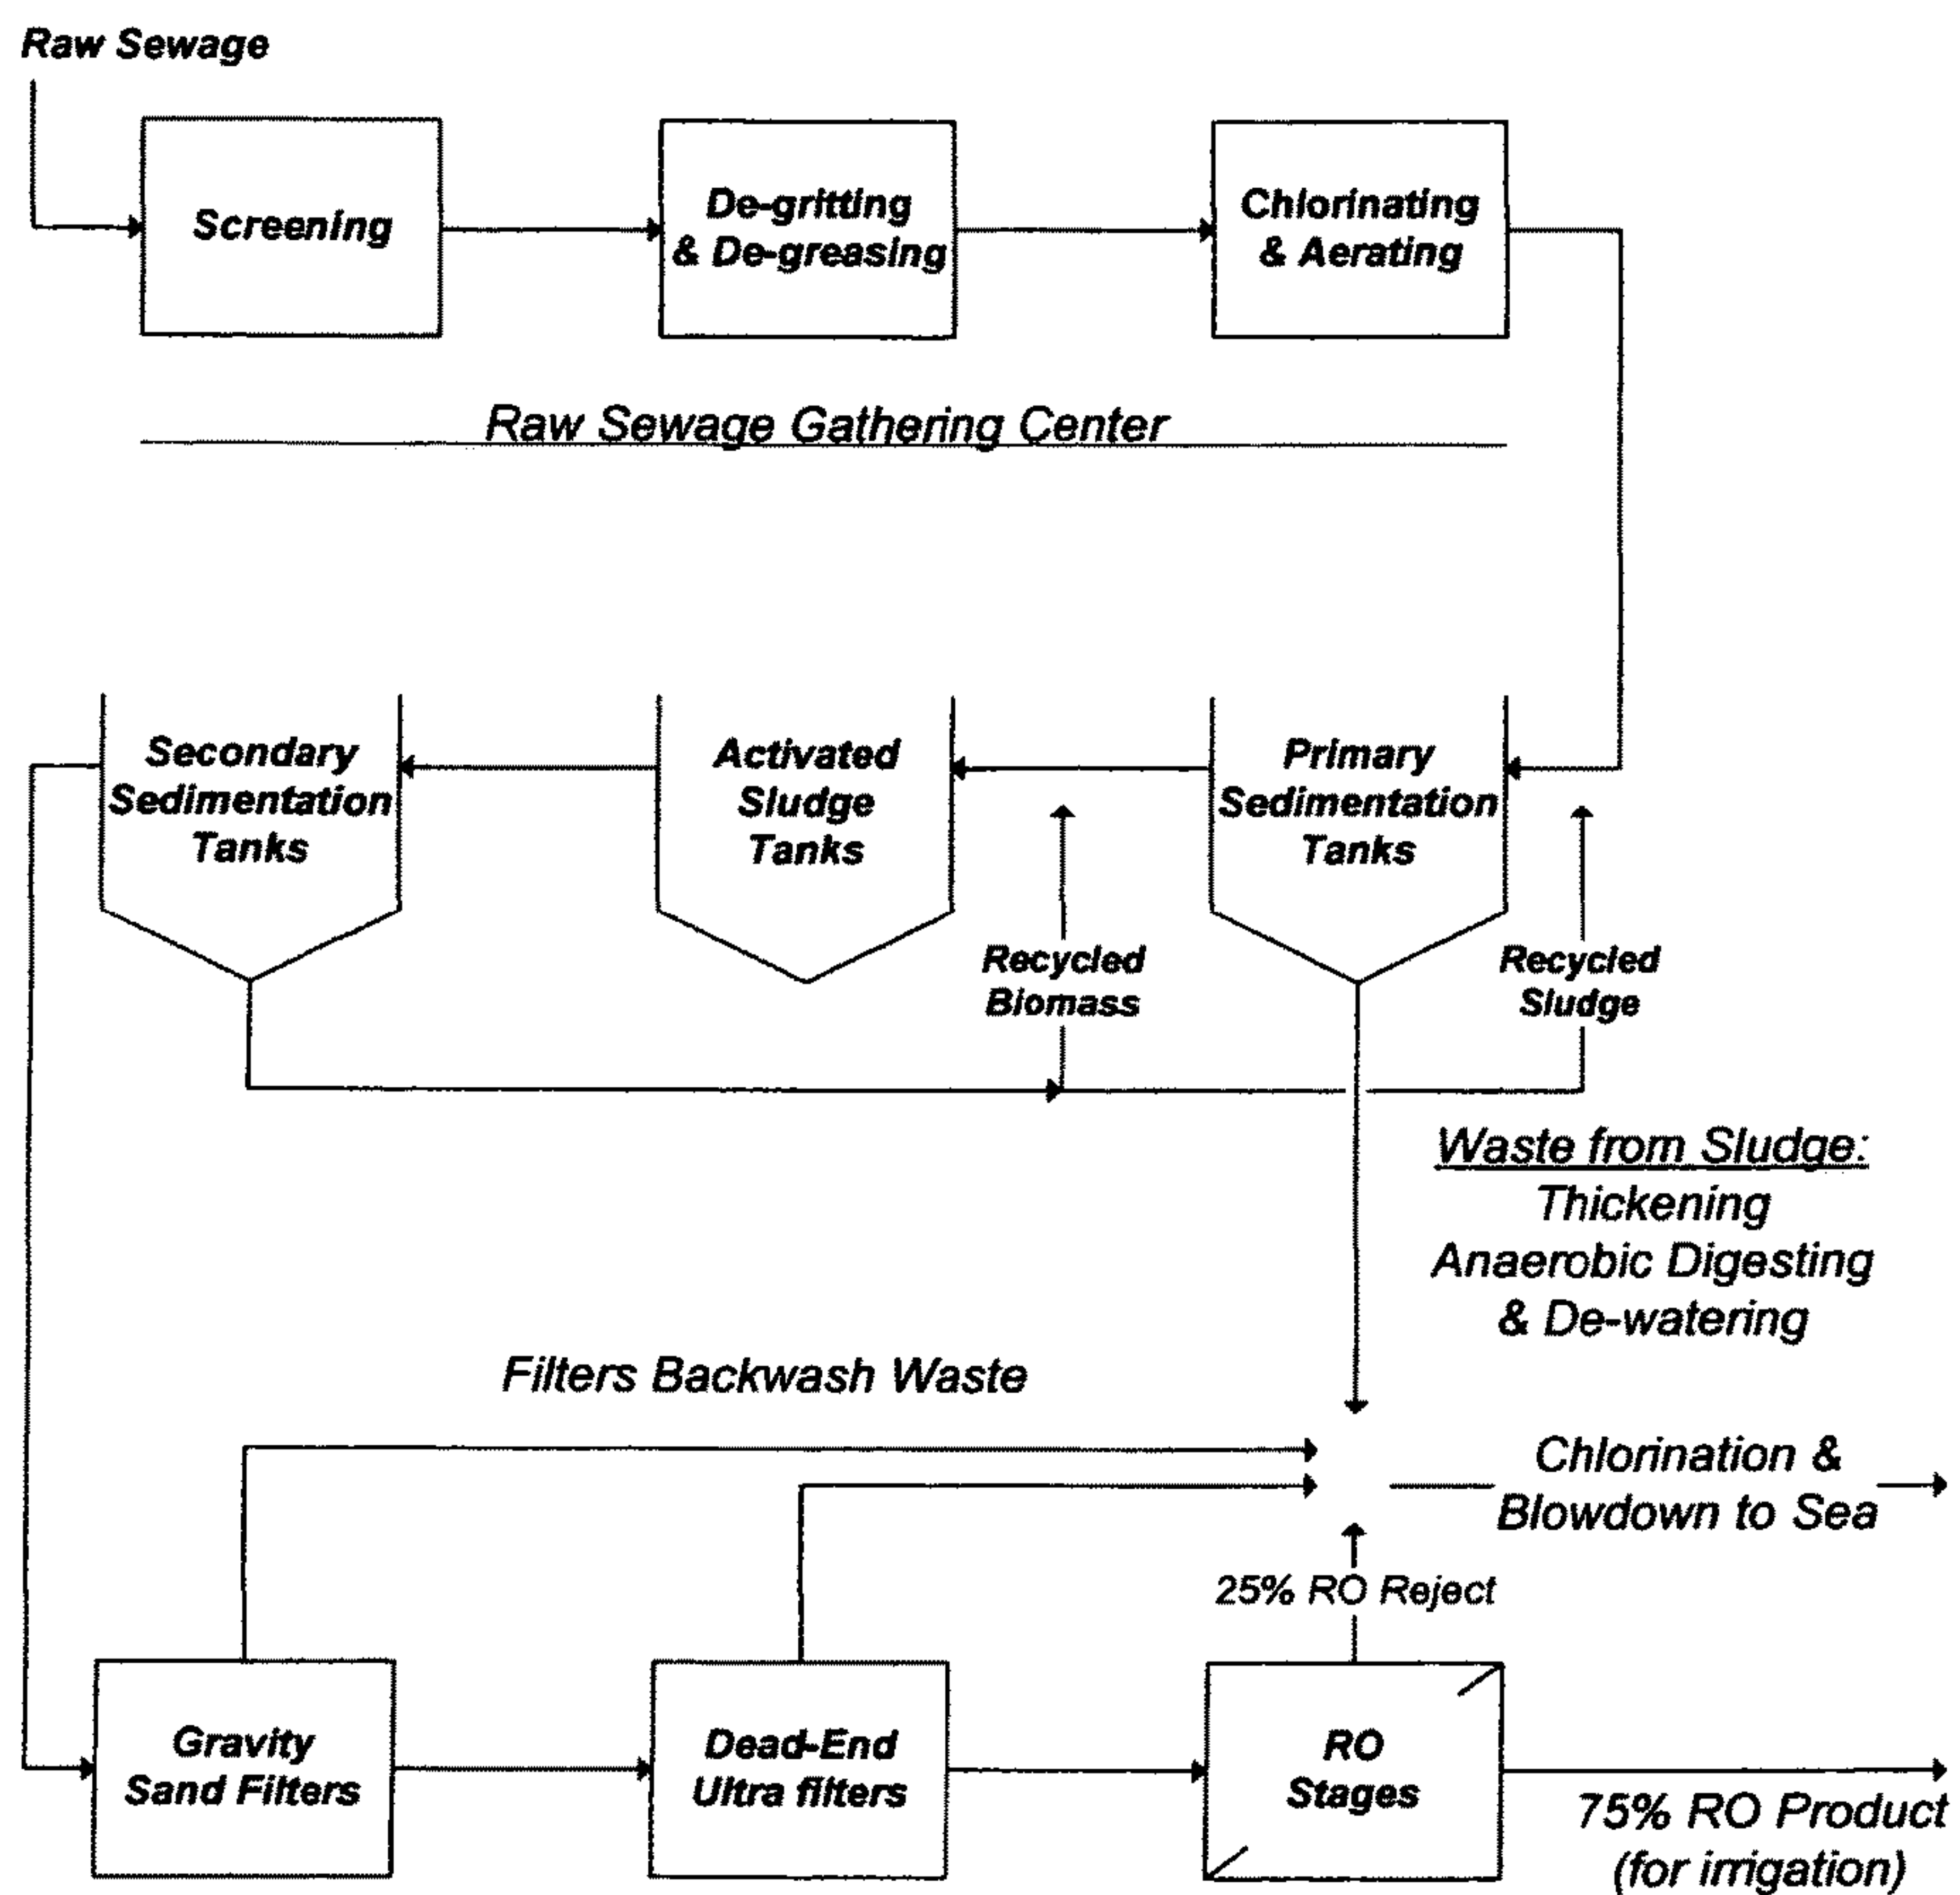 Raw Sewage
Screening
De-gritting
& De-greasing
Chlorinating
& Aerating
Raw Sewage Gathering Center
Secondary
Sedimentation
Tanks
Activated
Sludge
Tanks
Primary
Sedimentation
Tanks
Recycled
Biomass
Recycled
Sludge
Waste from Sludge:
Thickening
Anaerobic Digesting
& De-watering
Filters Backwash Waste
Chlorination &
Blowdown to Sea
25% RO Reject
Gravity
Sand Filters
Dead-End
Ultra filters
RO
Stages
75% RO Product
(for irrigation)